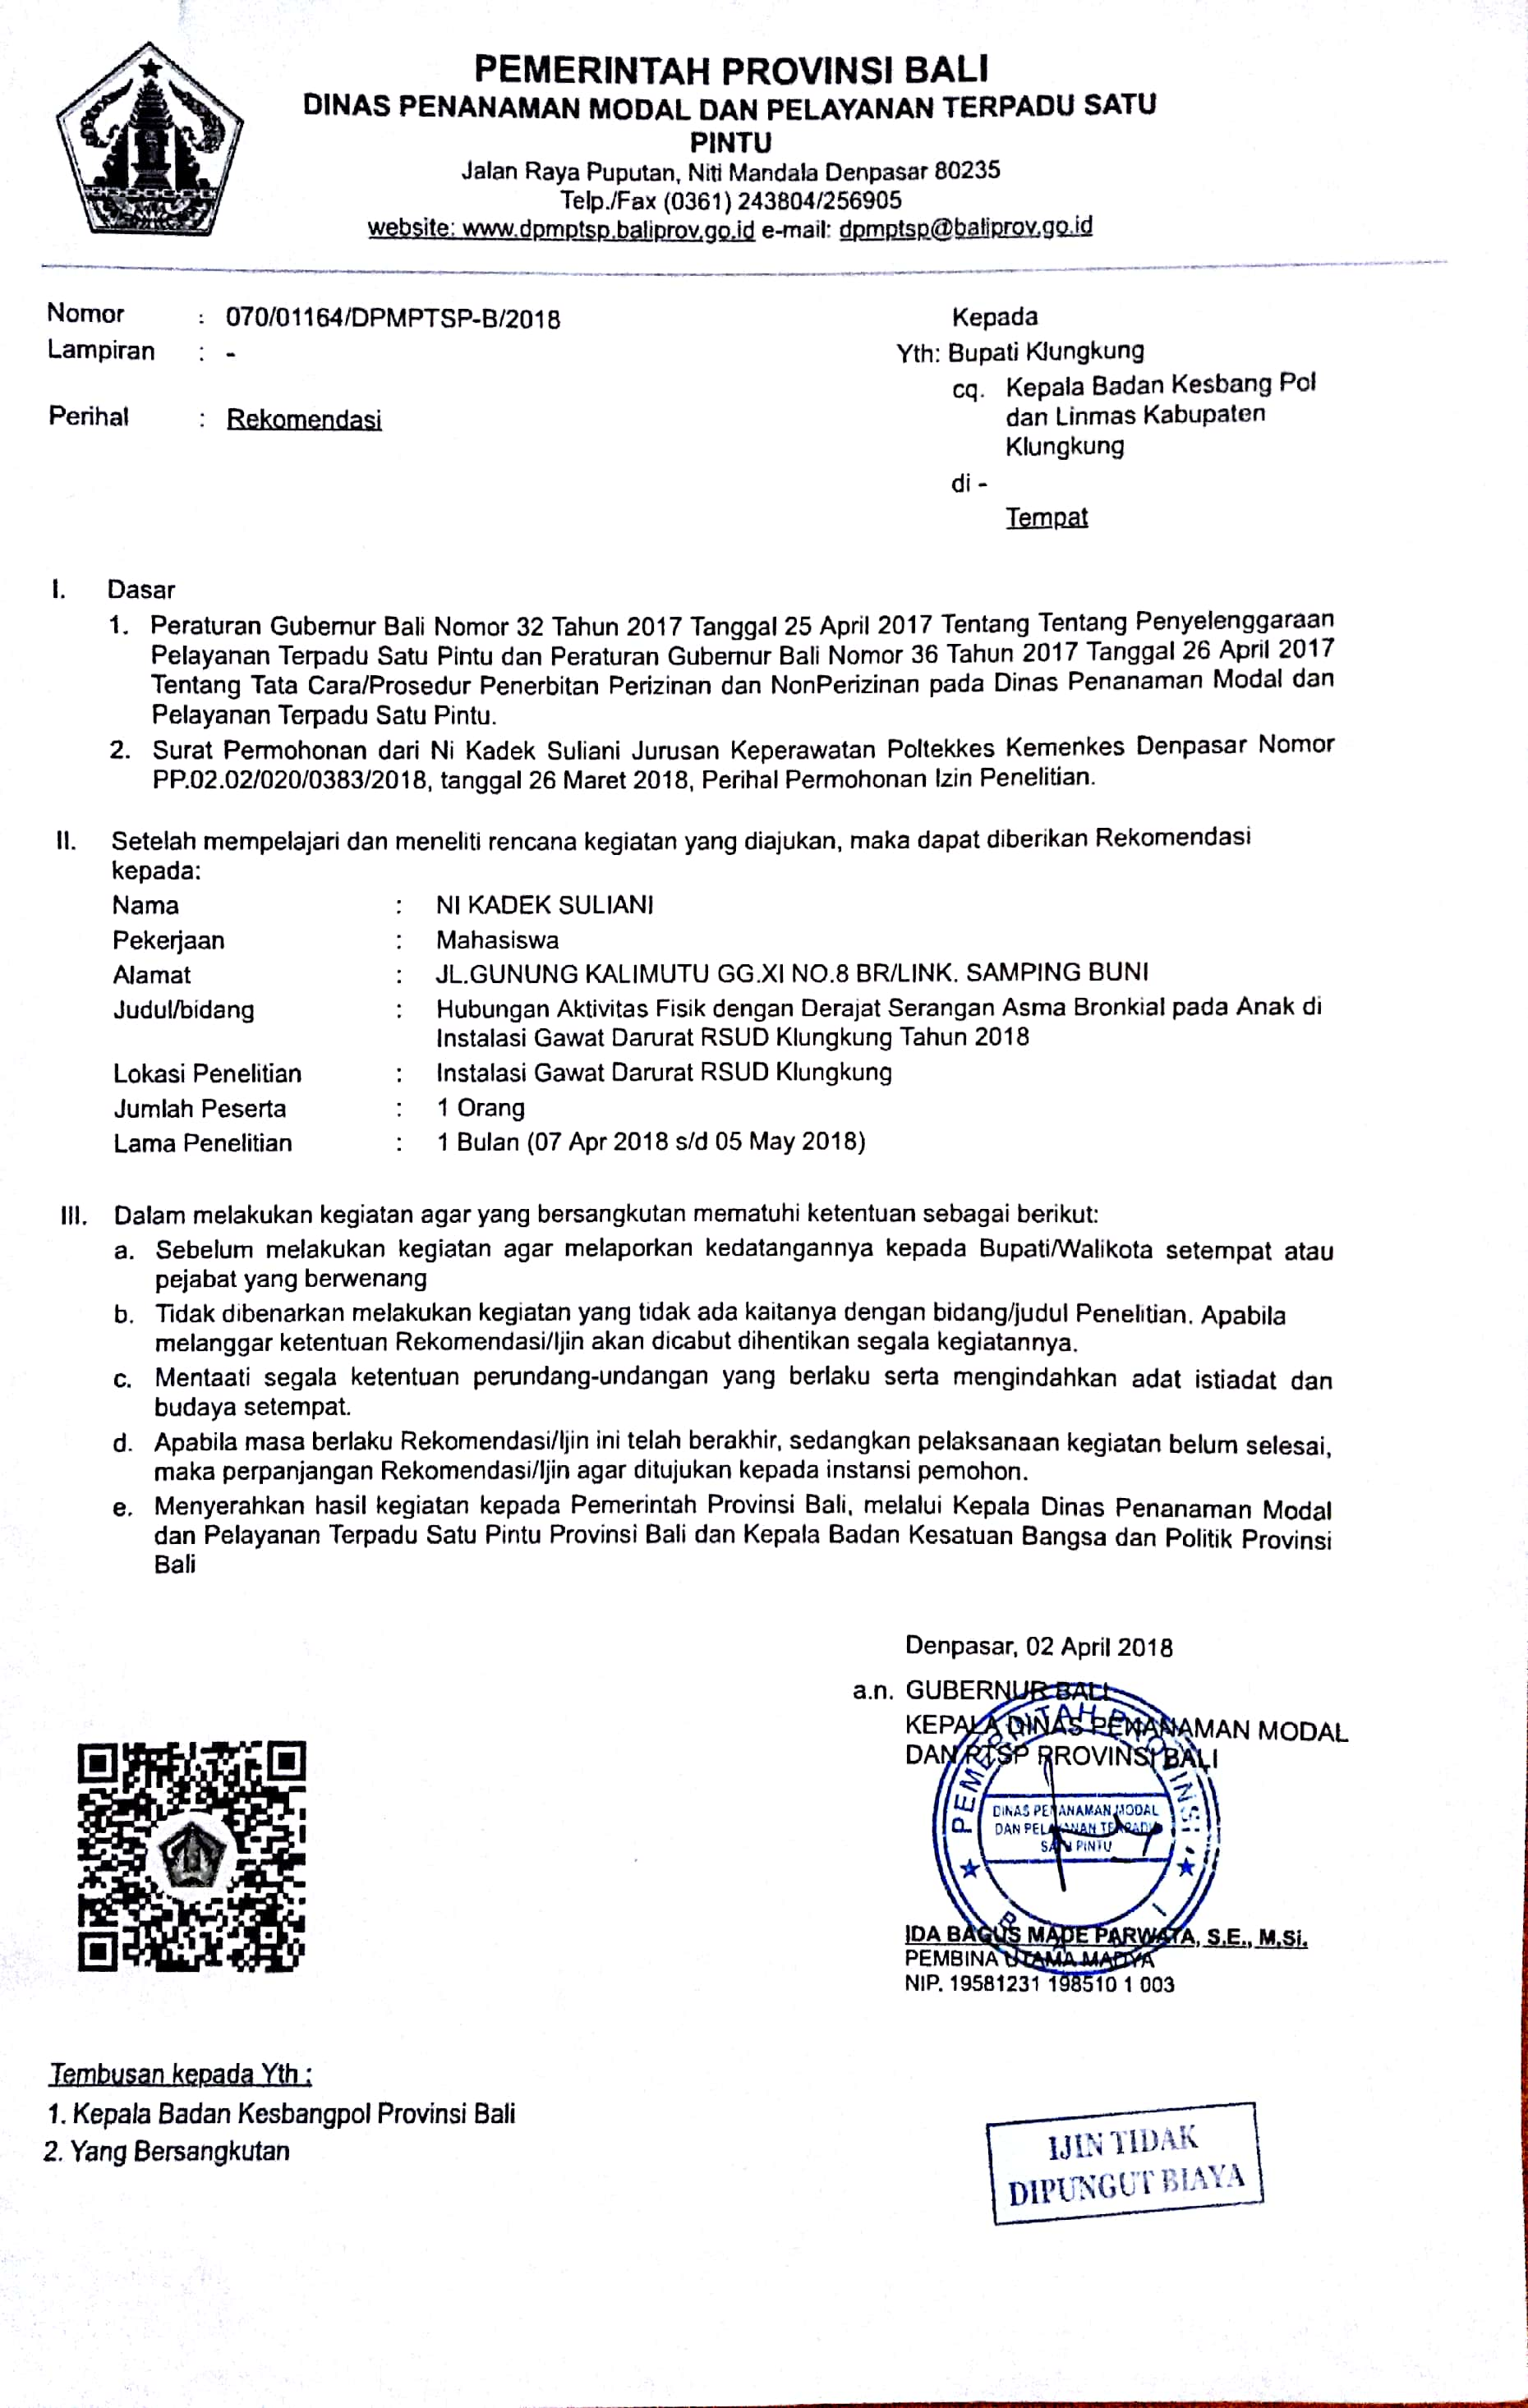 PEMERINTAH PROVINSI BALI
DINAS PENANAMAN MODAL DAN PELAYANAN TERPADU SATU
PINTU
Jalan Raya Puputan, Niti Mandala Denpasar 80235
Telp./Fax (0361) 243804/256905
website: www.dpmptsp.baliprov.go.id e-mail: dpmptsp@baliprov.go.id
Nomor : 070/01164/DPMPTSP-B/2018
Lampiran : -
Perihal : Rekomendasi
Kepada
Yth: Bupati Klungkung
cq. Kepala Badan Kesbang Pol
dan Linmas Kabupaten
Klungkung
di -
Tempat
I. Dasar
1. Peraturan Gubernur Bali Nomor 32 Tahun 2017 Tanggal 25 April 2017 Tentang Tentang Penyelenggaraan
Pelayanan Terpadu Satu Pintu dan Peraturan Gubernur Bali Nomor 36 Tahun 2017 Tanggal 26 April 2017
Tentang Tata Cara/Prosedur Penerbitan Perizinan dan NonPerizinan pada Dinas Penanaman Modal dan
Pelayanan Terpadu Satu Pintu.
2. Surat Permohonan dari Ni Kadek Suliani Jurusan Keperawatan Poltekkes Kemenkes Denpasar Nomor
PP.02.02/020/0383/2018, tanggal 26 Maret 2018, Perihal Permohonan Izin Penelitian.
II. Setelah mempelajari dan meneliti rencana kegiatan yang diajukan, maka dapat diberikan Rekomendasi
kepada:
Nama : NI KADEK SULIANI
Pekerjaan : Mahasiswa
Alamat : JL.GUNUNG KALIMUTU GG.XI NO.8 BR/LINK. SAMPING BUNI
Judul/bidang : Hubungan Aktivitas Fisik dengan Derajat Serangan Asma Bronkial pada Anak di
Instalasi Gawat Darurat RSUD Klungkung Tahun 2018
Lokasi Penelitian : Instalasi Gawat Darurat RSUD Klungkung
Jumlah Peserta : 1 Orang
Lama Penelitian : 1 Bulan (07 Apr 2018 s/d 05 May 2018)
III. Dalam melakukan kegiatan agar yang bersangkutan mematuhi ketentuan sebagai berikut:
a. Sebelum melakukan kegiatan agar melaporkan kedatangannya kepada Bupati/Walikota setempat atau
pejabat yang berwenang
b. Tidak dibenarkan melakukan kegiatan yang tidak ada kaitanya dengan bidang/judul Penelitian. Apabila
melanggar ketentuan Rekomendasi/Ijin akan dicabut dihentikan segala kegiatannya.
c. Mentaati segala ketentuan perundang-undangan yang berlaku serta mengindahkan adat istiadat dan
budaya setempat.
d. Apabila masa berlaku Rekomendasi/Ijin ini telah berakhir, sedangkan pelaksanaan kegiatan belum selesai,
maka perpanjangan Rekomendasi/Ijin agar ditujukan kepada instansi pemohon.
e. Menyerahkan hasil kegiatan kepada Pemerintah Provinsi Bali, melalui Kepala Dinas Penanaman Modal
dan Pelayanan Terpadu Satu Pintu Provinsi Bali dan Kepala Badan Kesatuan Bangsa dan Politik Provinsi
Bali
Denpasar, 02 April 2018
a.n. GUBERNUR BALI
KEPALA DINAS PENANAMAN MODAL
DAN PTSP PROVINSI BALI
PEMERINTAH PROVINSI
DINAS PENANAMAN MODAL
DAN PELAYANAN TERPADU
SATU PINTU
IDA BAGUS MADE PARWATA, S.E., M.Si.
PEMBINA UTAMA MADYA
NIP. 19581231 198510 1 003
Tembusan kepada Yth :
1. Kepala Badan Kesbangpol Provinsi Bali
2. Yang Bersangkutan
IJIN TIDAK
DIPUNGUT BIAYA